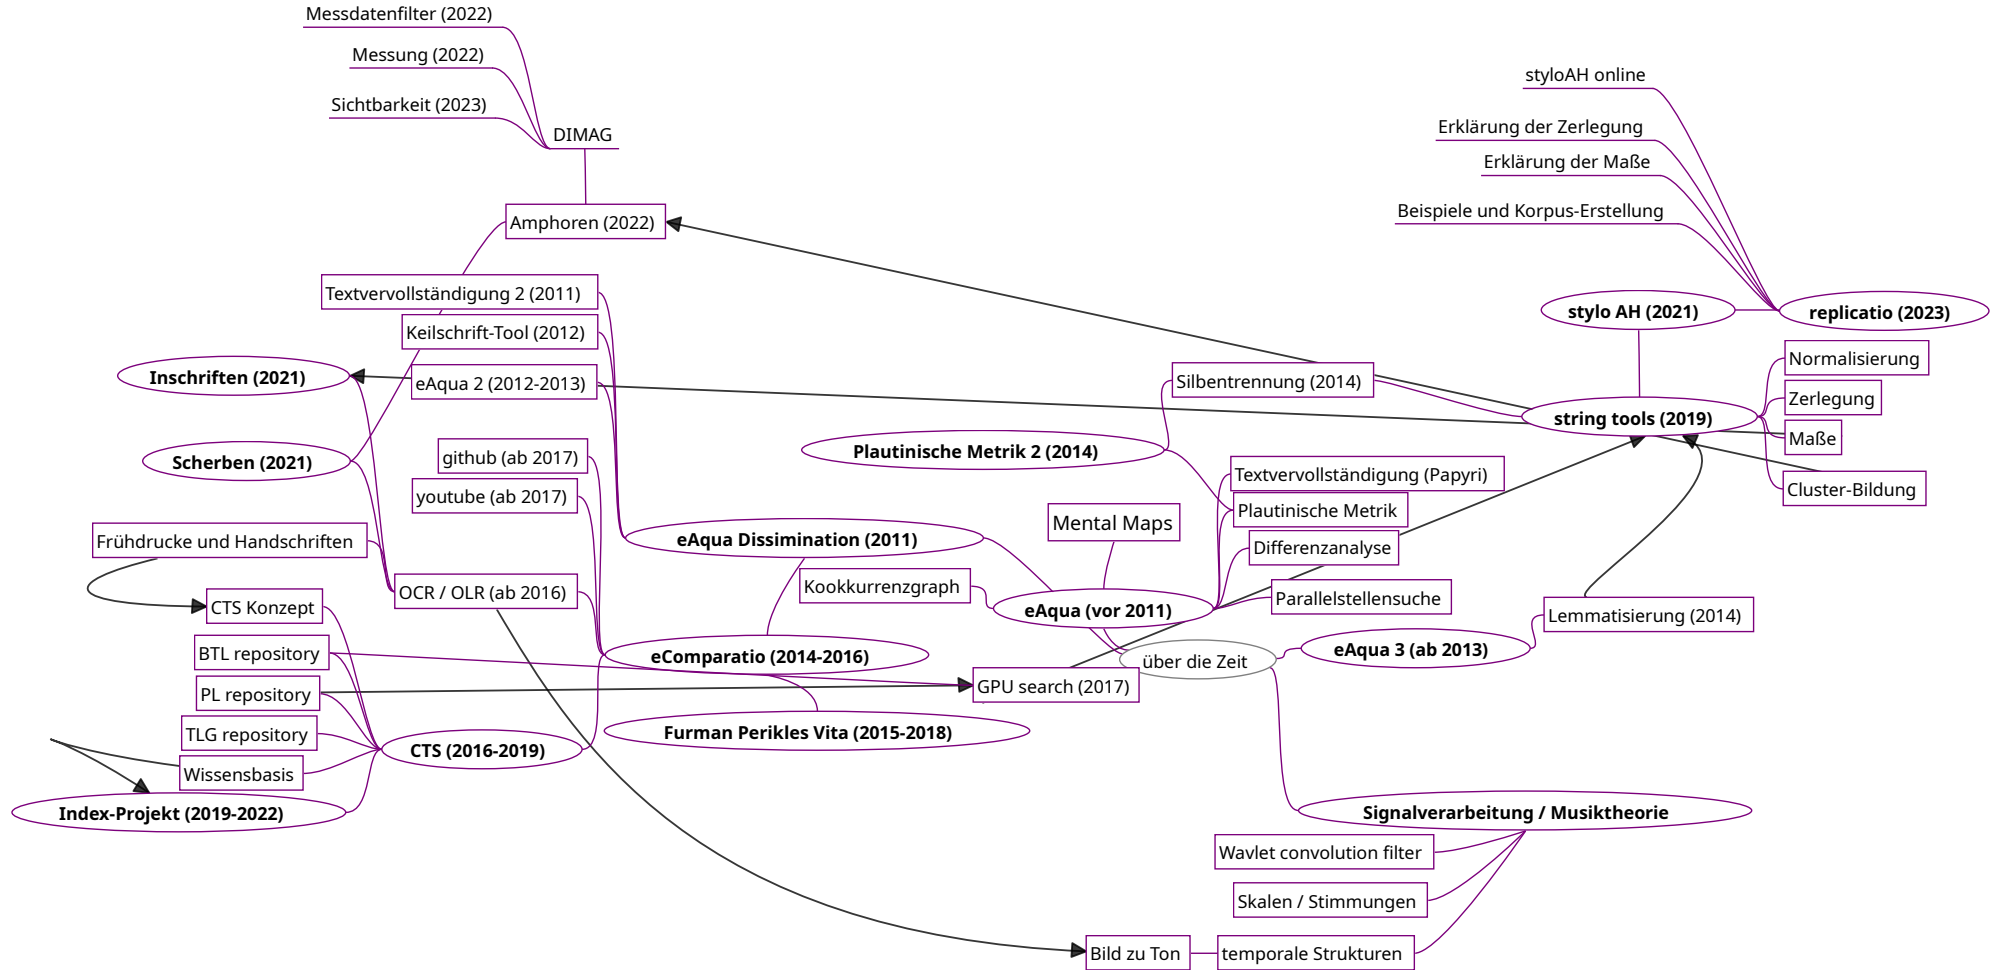 Messdatenfilter (2022)
Messung (2022)
Sichtbarkeit (2023)
DIMAG
Amphoren (2022)
styloAH online
Erklärung der Zerlegung
Erklärung der Maße
Beispiele und Korpus-Erstellung
stylo AH (2021)
replicatio (2023)
Textvervollständigung 2 (2011)
Keilschrift-Tool (2012)
eAqua 2 (2012-2013)
Inschriften (2021)
Scherben (2021)
Silbentrennung (2014)
string tools (2019)
Normalisierung
Zerlegung
Maße
Cluster-Bildung
Plautinische Metrik 2 (2014)
github (ab 2017)
youtube (ab 2017)
Textvervollständigung (Papyri)
Plautinische Metrik
Mental Maps
Differenzanalyse
Frühdrucke und Handschriften
eAqua Dissimination (2011)
Kookkurrenzgraph
OCR / OLR (ab 2016)
eAqua (vor 2011)
Parallelstellensuche
CTS Konzept
Lemmatisierung (2014)
BTL repository
eComparatio (2014-2016)
über die Zeit
eAqua 3 (ab 2013)
PL repository
GPU search (2017)
TLG repository
CTS (2016-2019)
Furman Perikles Vita (2015-2018)
Wissensbasis
Index-Projekt (2019-2022)
Signalverarbeitung / Musiktheorie
Wavlet convolution filter
Skalen / Stimmungen
Bild zu Ton
temporale Strukturen